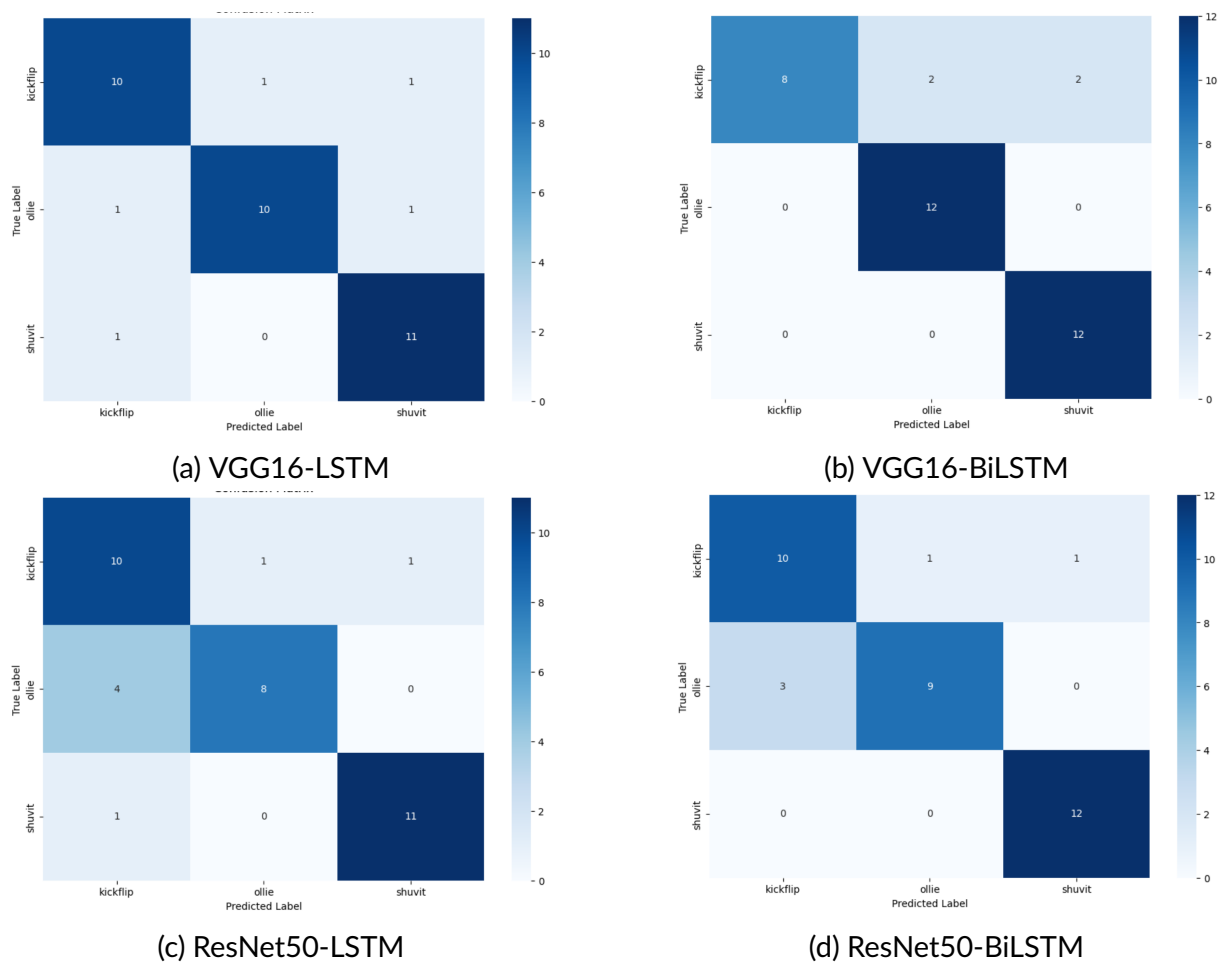 10 1 1
1 10 1
1 0 11
kickflip
ollie
shuvit
True Label
kickflip ollie shuvit
Predicted Label
10
8
6
4
2
0
(a) VGG16-LSTM
8 2 2
0 12 0
0 0 12
kickflip
ollie
shuvit
True Label
kickflip ollie shuvit
Predicted Label
12
10
8
6
4
2
0
(b) VGG16-BiLSTM
10 1 1
4 8 0
1 0 11
kickflip
ollie
shuvit
True Label
kickflip ollie shuvit
Predicted Label
10
8
6
4
2
0
(c) ResNet50-LSTM
10 1 1
3 9 0
0 0 12
kickflip
ollie
shuvit
True Label
kickflip ollie shuvit
Predicted Label
12
10
8
6
4
2
0
(d) ResNet50-BiLSTM